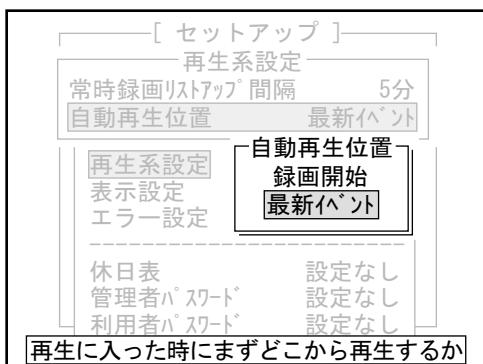 [ セットアップ ]
再生系設定
常時録画ﾘｽﾄｱｯﾌﾟ間隔 5分
自動再生位置 最新ｲﾍﾞﾝﾄ
自動再生位置
再生系設定 録画開始
表示設定 最新ｲﾍﾞﾝﾄ
エラー設定
休日表 設定なし
管理者ﾊﾟｽﾜｰﾄﾞ 設定なし
利用者ﾊﾟｽﾜｰﾄﾞ 設定なし
再生に入った時にまずどこから再生するか